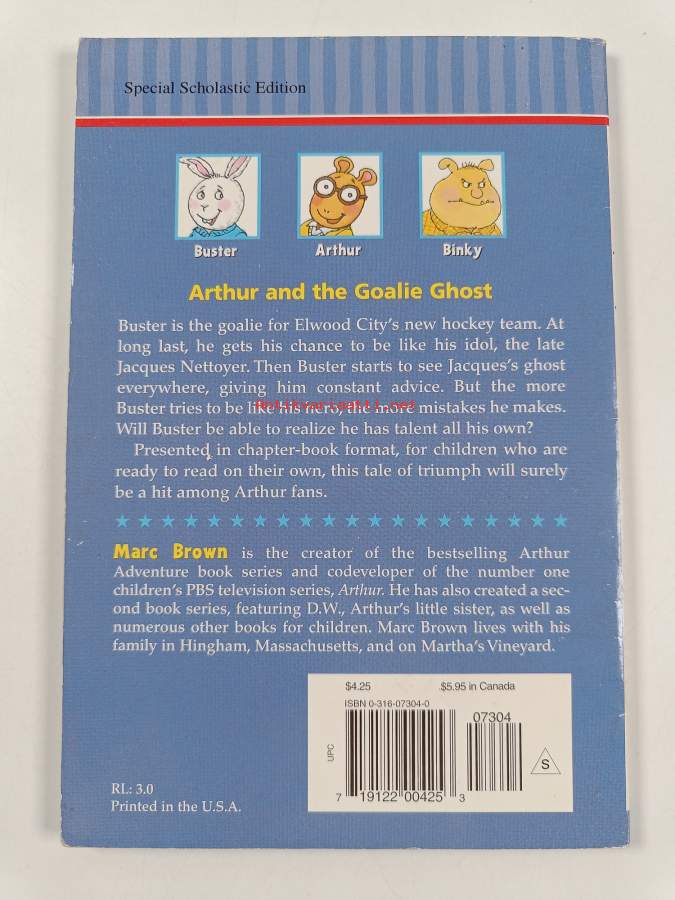 Special Scholastic Edition
Buster Arthur Binky
Arthur and the Goalie Ghost
Buster is the goalie for Elwood City's new hockey team. At
long last, he gets his chance to be like his idol, the late
Jacques Nettoyer. Then Buster starts to see Jacques's ghost
everywhere, giving him constant advice. But the more
Buster tries to be like his hero, the more mistakes he makes.
Antikvariaatti.net
Will Buster be able to realize he has talent all his own?
Presented in chapter-book format, for children who are
ready to read on their own, this tale of triumph will surely
be a hit among Arthur fans.
Marc Brown is the creator of the bestselling Arthur
Adventure book series and codeveloper of the number one
children's PBS television series, Arthur. He has also created a sec-
ond book series, featuring D.W., Arthur's little sister, as well as
numerous other books for children. Marc Brown lives with his
family in Hingham, Massachusetts, and on Martha's Vineyard.
$4.25 $5.95 in Canada
ISBN 0-316-07304-0
07304
UPC
S
7 19122 00425 3
RL: 3.0
Printed in the U.S.A.